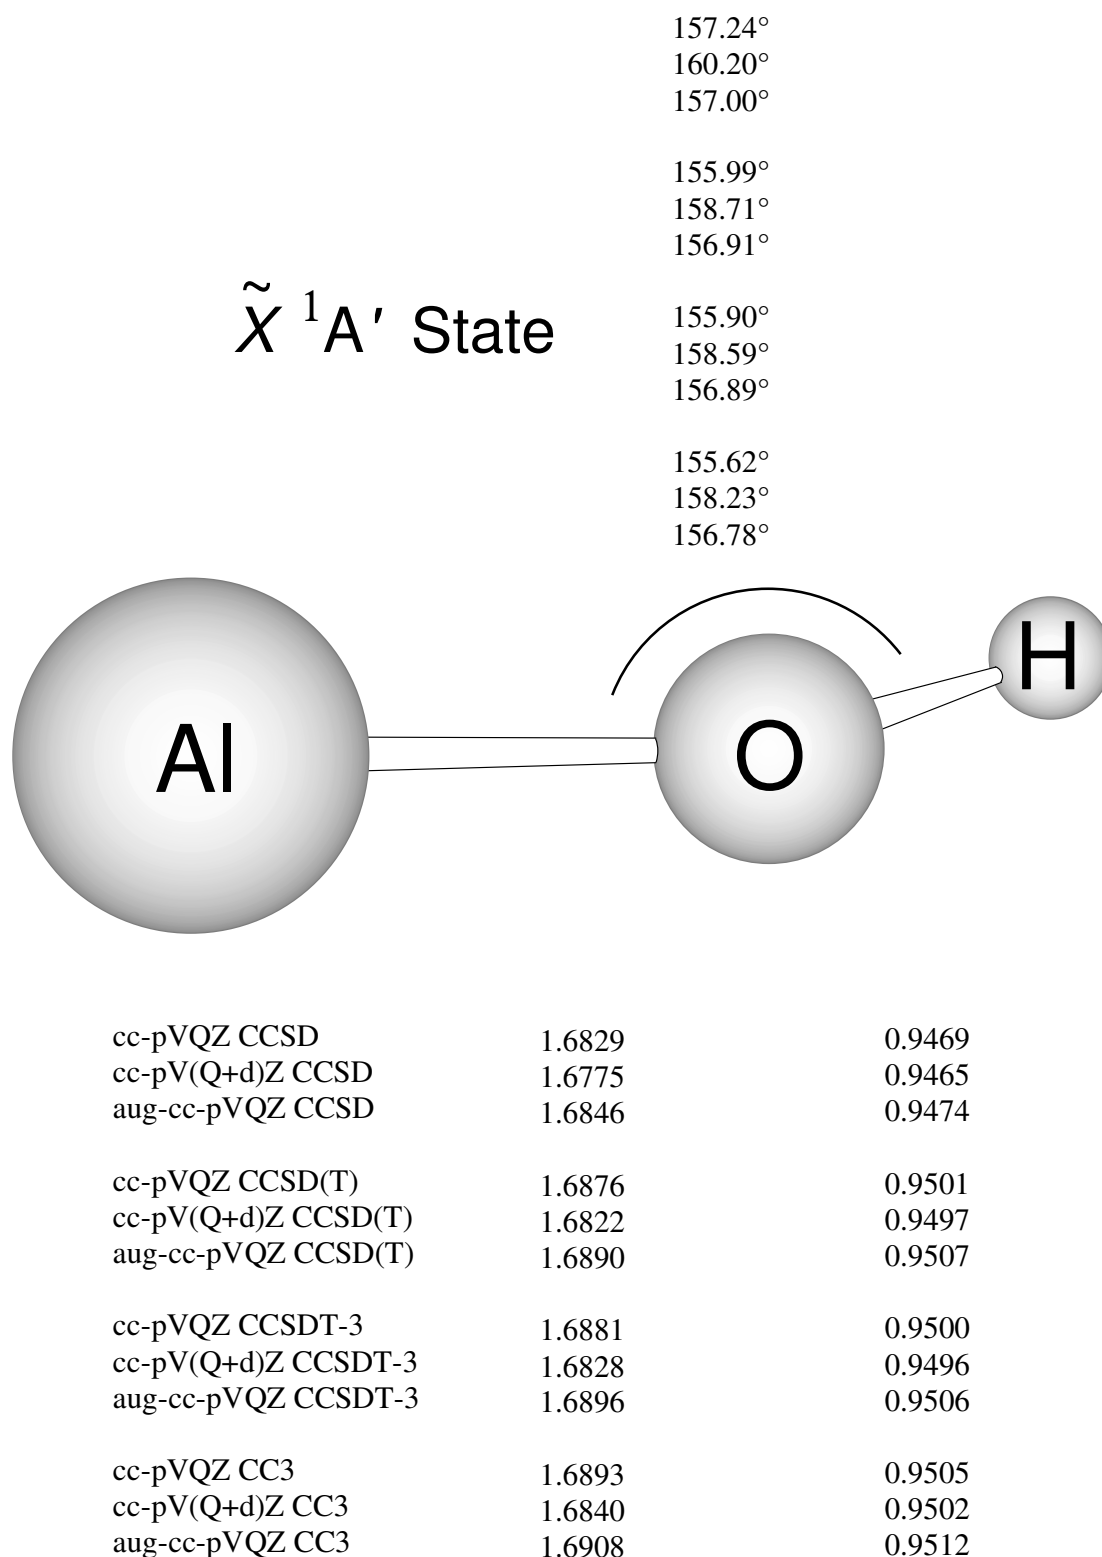 157.24°
160.20°
157.00°
155.99°
158.71°
156.91°
X̃ ¹A′ State
155.90°
158.59°
156.89°
155.62°
158.23°
156.78°
Al O H
cc-pVQZ CCSD 1.6829 0.9469
cc-pV(Q+d)Z CCSD 1.6775 0.9465
aug-cc-pVQZ CCSD 1.6846 0.9474
cc-pVQZ CCSD(T) 1.6876 0.9501
cc-pV(Q+d)Z CCSD(T) 1.6822 0.9497
aug-cc-pVQZ CCSD(T) 1.6890 0.9507
cc-pVQZ CCSDT-3 1.6881 0.9500
cc-pV(Q+d)Z CCSDT-3 1.6828 0.9496
aug-cc-pVQZ CCSDT-3 1.6896 0.9506
cc-pVQZ CC3 1.6893 0.9505
cc-pV(Q+d)Z CC3 1.6840 0.9502
aug-cc-pVQZ CC3 1.6908 0.9512